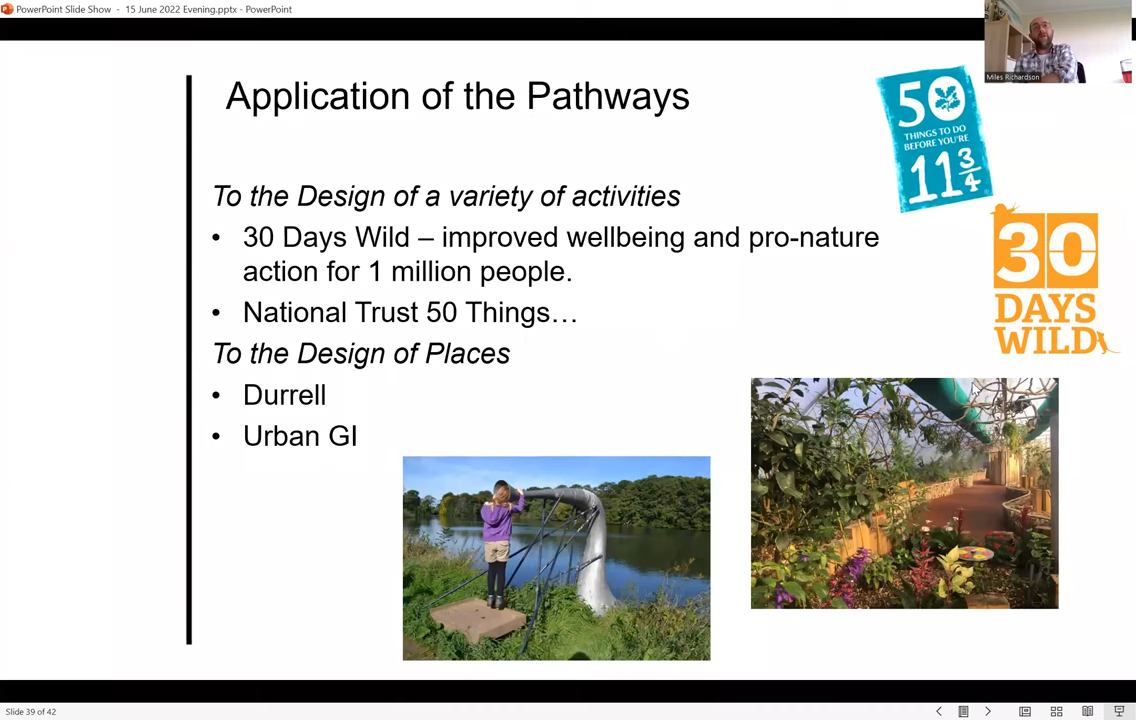 PowerPoint Slide Show - 15 June 2022 Evening.pptx - PowerPoint
Miles Richardson
Application of the Pathways
50
THINGS TO DO
BEFORE YOU'RE
11 3/4
To the Design of a variety of activities
• 30 Days Wild – improved wellbeing and pro-nature
action for 1 million people.
• National Trust 50 Things…
30
DAYS
WILD
To the Design of Places
• Durrell
• Urban GI
Slide 39 of 42